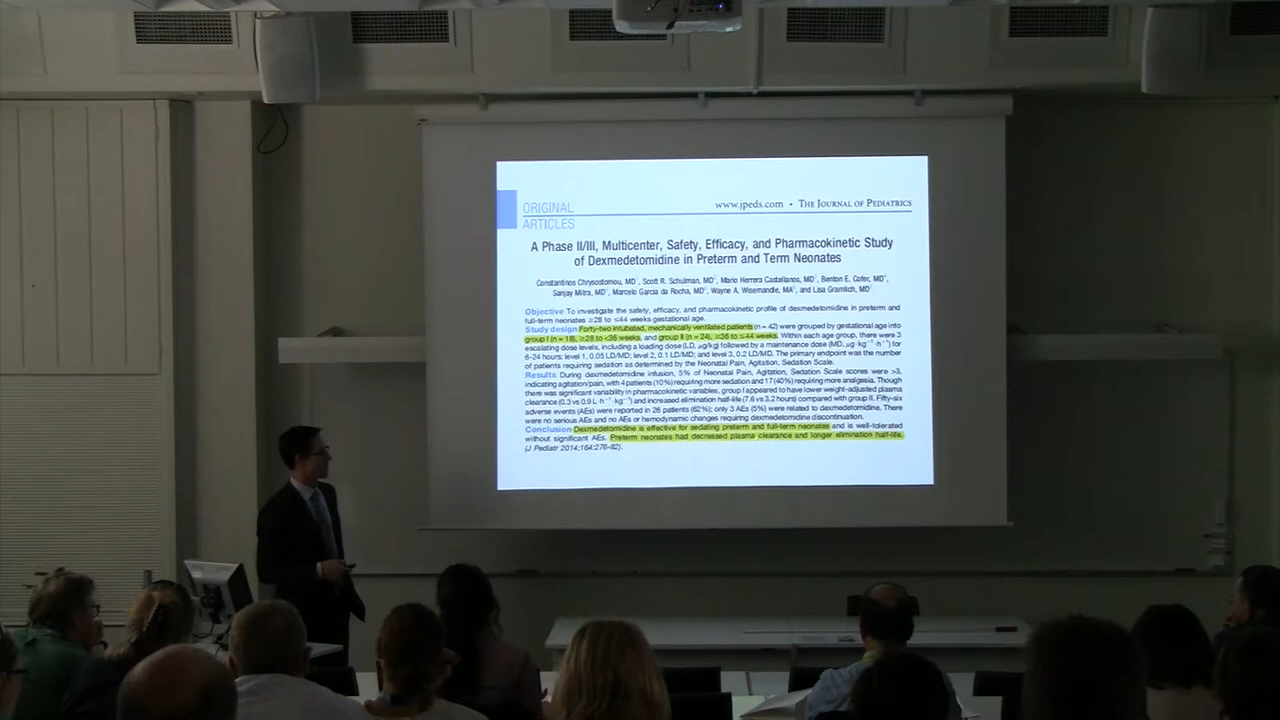 ORIGINAL
ARTICLES
www.jpeds.com • THE JOURNAL OF PEDIATRICS
A Phase II/III, Multicenter, Safety, Efficacy, and Pharmacokinetic Study
of Dexmedetomidine in Preterm and Term Neonates
Constantinos Chrysostomou, MD, Scott R. Schulman, MD, Mario Herrera Castellanos, MD, Benton E. Cofer, MD,
Sanjay Mitra, MD, Marcelo Garcia da Rocha, MD, Wayne A. Wisemandle, MA, and Lisa Gramlich, MD
Objective To investigate the safety, efficacy, and pharmacokinetic profile of dexmedetomidine in preterm and
full-term neonates ≥28 to ≤44 weeks gestational age.
Study design Forty-two intubated, mechanically ventilated patients (n = 42) were grouped by gestational age into
group I (n = 18), ≥28 to <36 weeks, and group II (n = 24), ≥36 to ≤44 weeks. Within each age group, there were 3
escalating dose levels, including a loading dose (LD, μg/kg) followed by a maintenance dose (MD, μg·kg⁻¹·h⁻¹) for
6-24 hours: level 1, 0.05 LD/MD; level 2, 0.1 LD/MD; and level 3, 0.2 LD/MD. The primary endpoint was the number
of patients requiring sedation as determined by the Neonatal Pain, Agitation, Sedation Scale.
Results During dexmedetomidine infusion, 5% of Neonatal Pain, Agitation, Sedation Scale scores were >3,
indicating agitation/pain, with 4 patients (10%) requiring more sedation and 17 (40%) requiring more analgesia. Though
there was significant variability in pharmacokinetic variables, group I appeared to have lower weight-adjusted plasma
clearance (0.3 vs 0.9 L·h⁻¹ kg⁻¹) and increased elimination half-life (7.6 vs 3.2 hours) compared with group II. Fifty-six
adverse events (AEs) were reported in 26 patients (62%); only 3 AEs (5%) were related to dexmedetomidine. There
were no serious AEs and no AEs or hemodynamic changes requiring dexmedetomidine discontinuation.
Conclusion Dexmedetomidine is effective for sedating preterm and full-term neonates and is well-tolerated
without significant AEs. Preterm neonates had decreased plasma clearance and longer elimination half-life.
(J Pediatr 2014;164:276-82).